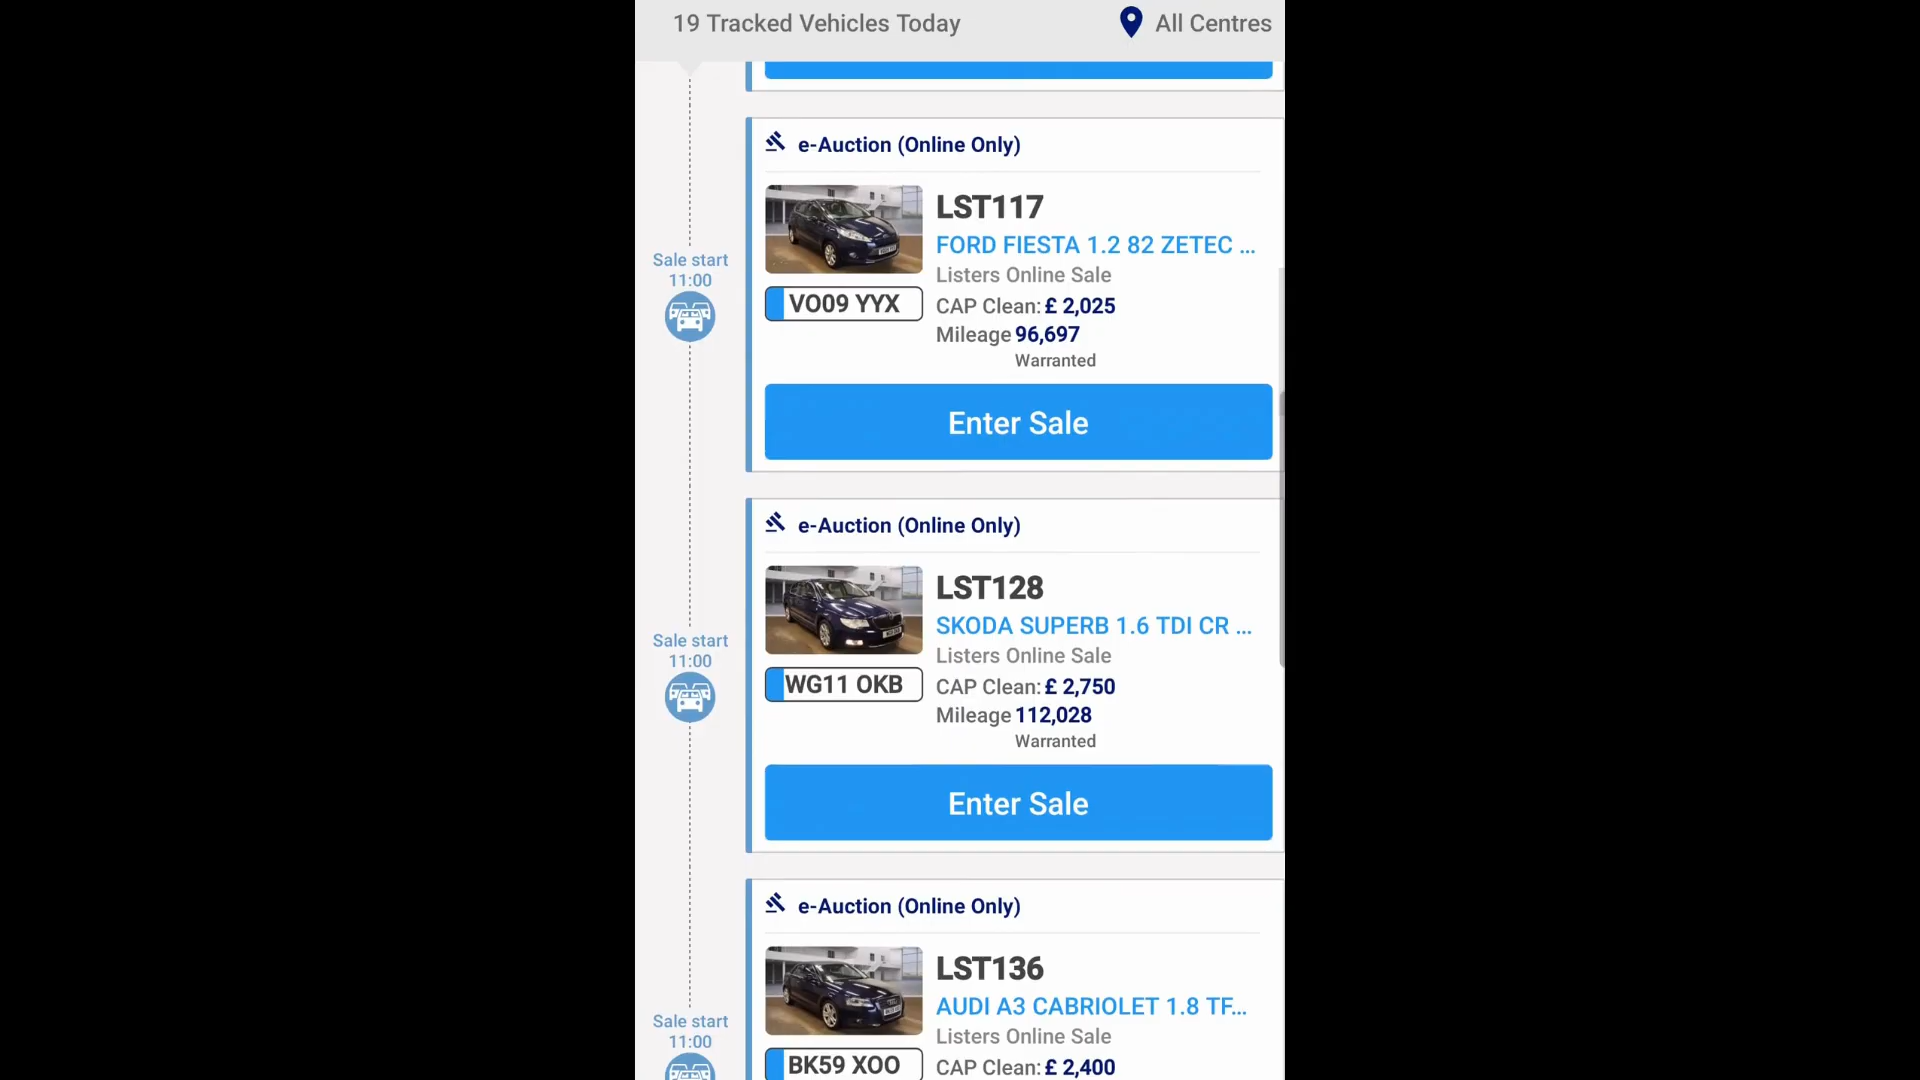 19 Tracked Vehicles Today
All Centres
e-Auction (Online Only)
Sale start
11:00
LST117
FORD FIESTA 1.2 82 ZETEC ...
Listers Online Sale
VO09 YYX
CAP Clean: £ 2,025
Mileage 96,697
Warranted
Enter Sale
e-Auction (Online Only)
Sale start
11:00
LST128
SKODA SUPERB 1.6 TDI CR ...
Listers Online Sale
WG11 OKB
CAP Clean: £ 2,750
Mileage 112,028
Warranted
Enter Sale
e-Auction (Online Only)
Sale start
11:00
LST136
AUDI A3 CABRIOLET 1.8 TF...
Listers Online Sale
BK59 XOO
CAP Clean: £ 2,400